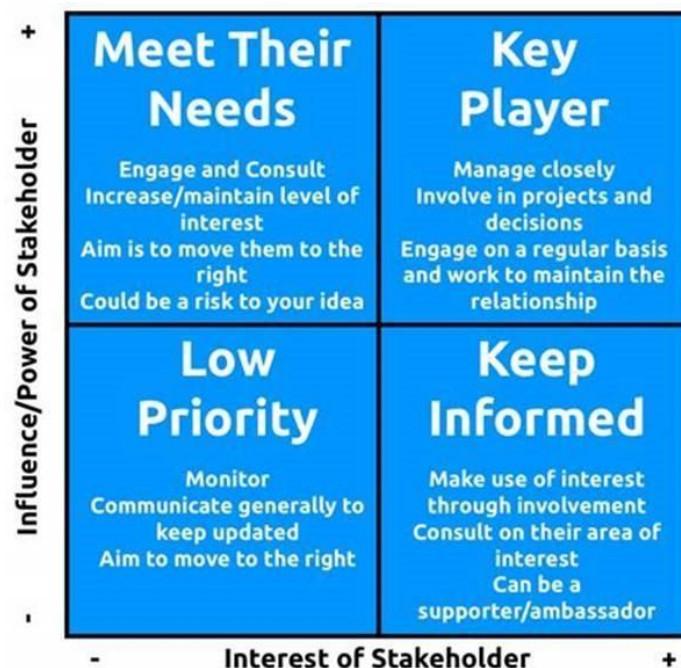 +
Influence/Power of Stakeholder
-
Meet Their
Needs
Engage and Consult
Increase/maintain level of
interest
Aim is to move them to the
right
Could be a risk to your idea
Key
Player
Manage closely
Involve in projects and
decisions
Engage on a regular basis
and work to maintain the
relationship
Low
Priority
Monitor
Communicate generally to
keep updated
Aim to move to the right
Keep
Informed
Make use of interest
through involvement
Consult on their area of
interest
Can be a
supporter/ambassador
- Interest of Stakeholder +